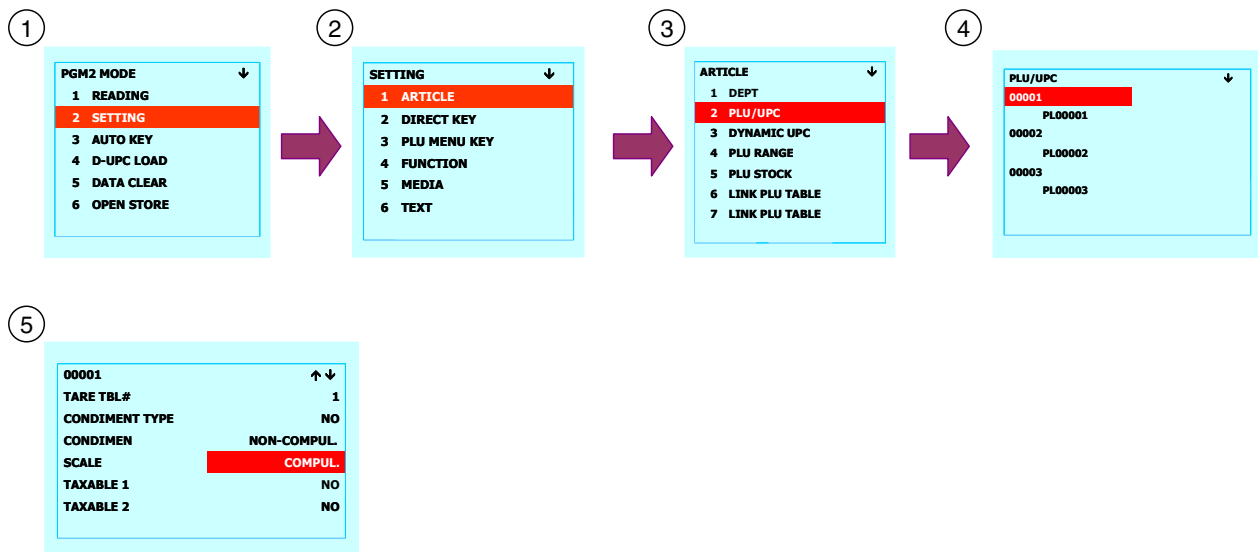 1
PGM2 MODE ↓
1 READING
2 SETTING
3 AUTO KEY
4 D-UPC LOAD
5 DATA CLEAR
6 OPEN STORE
2
SETTING ↓
1 ARTICLE
2 DIRECT KEY
3 PLU MENU KEY
4 FUNCTION
5 MEDIA
6 TEXT
3
ARTICLE ↓
1 DEPT
2 PLU/UPC
3 DYNAMIC UPC
4 PLU RANGE
5 PLU STOCK
6 LINK PLU TABLE
7 LINK PLU TABLE
4
PLU/UPC ↓
00001
PL00001
00002
PL00002
00003
PL00003
5
00001 ↑↓
TARE TBL# 1
CONDIMENT TYPE NO
CONDIMEN NON-COMPUL.
SCALE COMPUL.
TAXABLE 1 NO
TAXABLE 2 NO